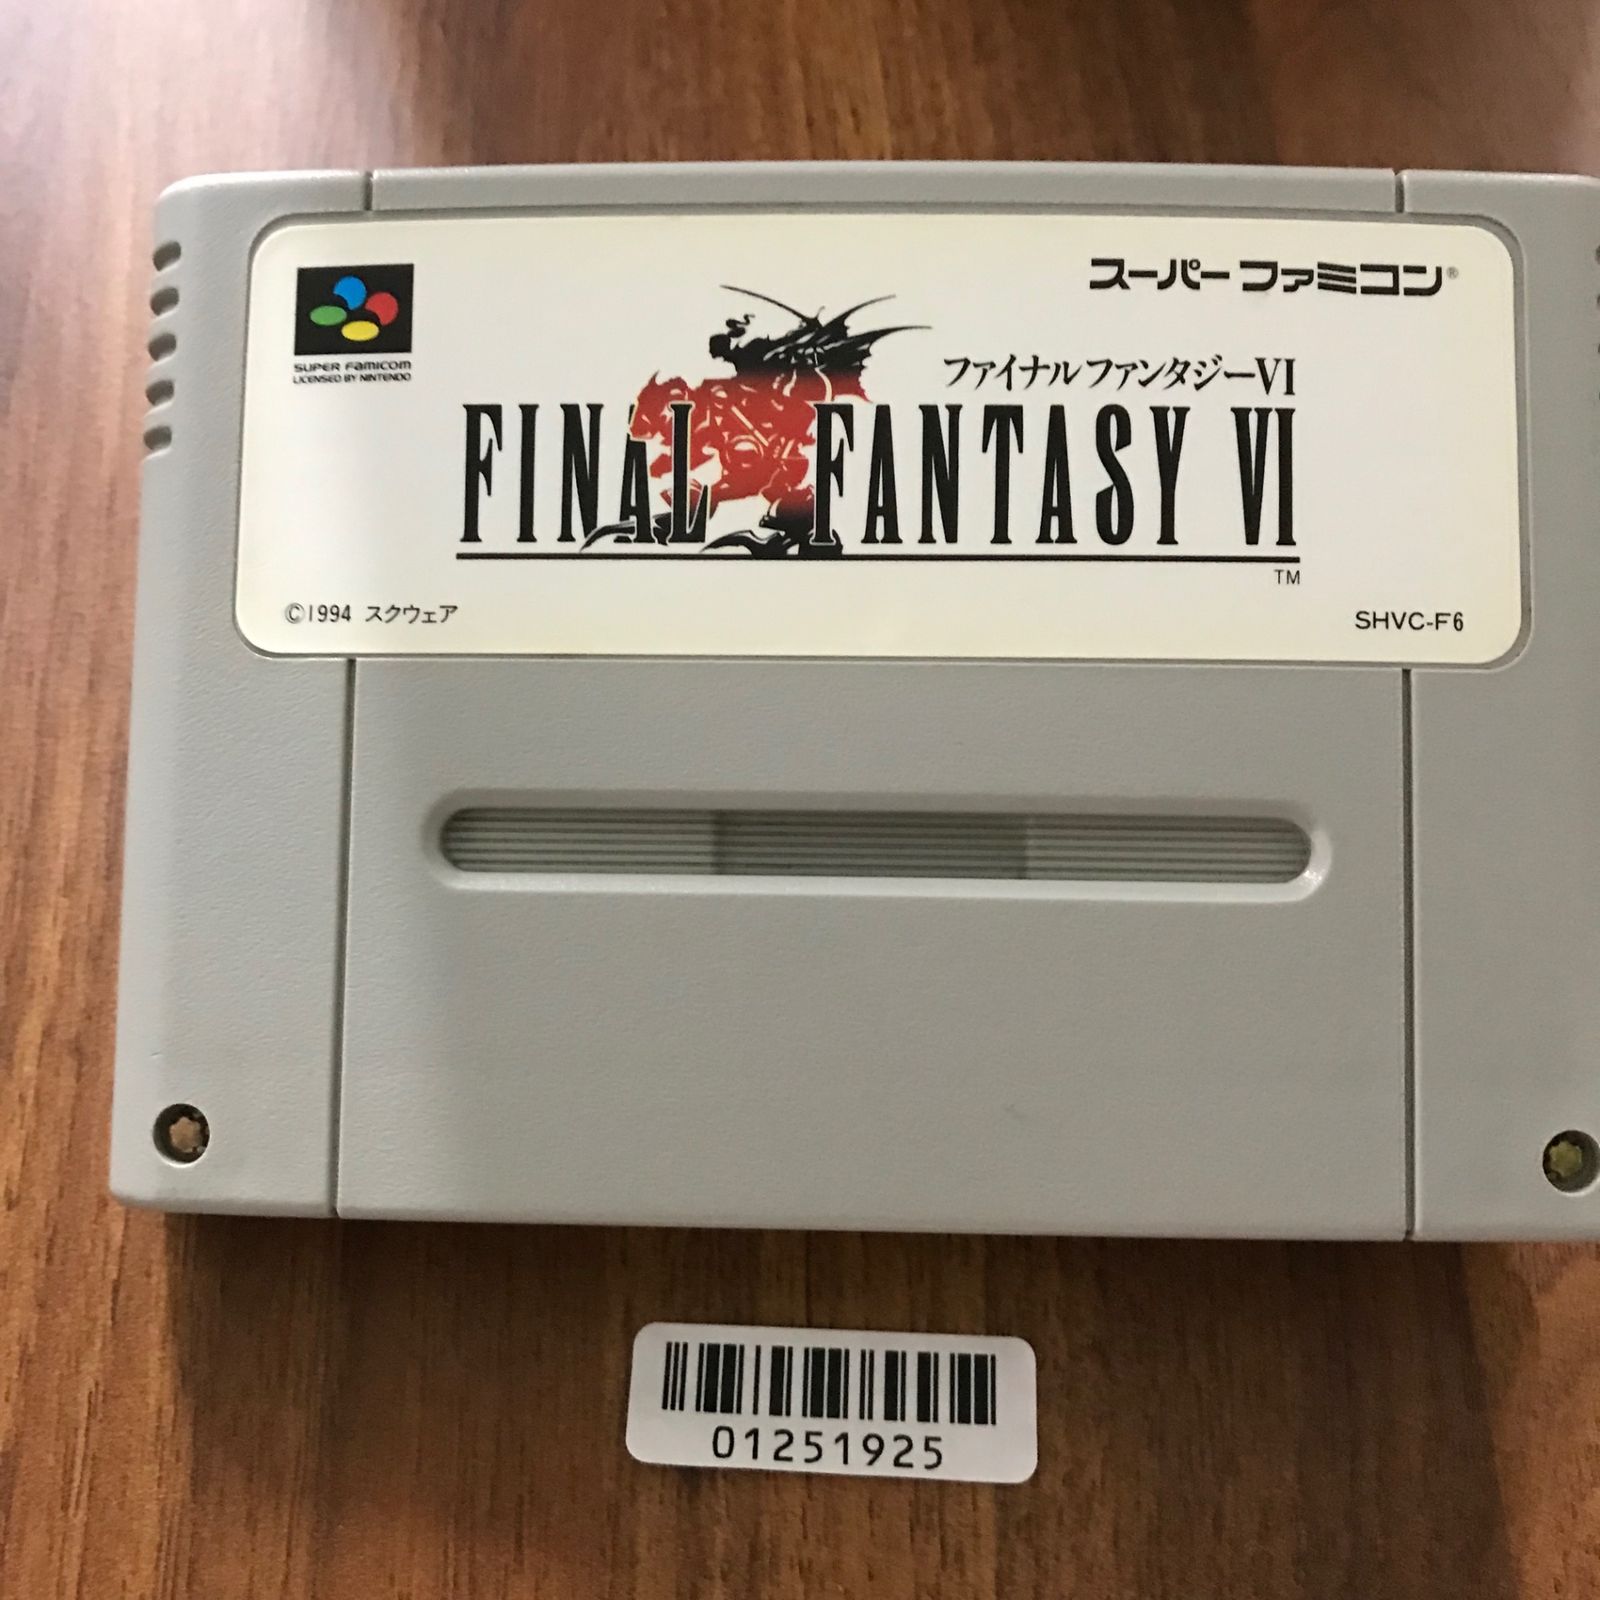 スーパーファミコン®
SUPER FAMICOM
LICENSED BY NINTENDO
ファイナルファンタジーVI
FINAL FANTASY VI
TM
©1994 スクウェア
SHVC-F6
01251925